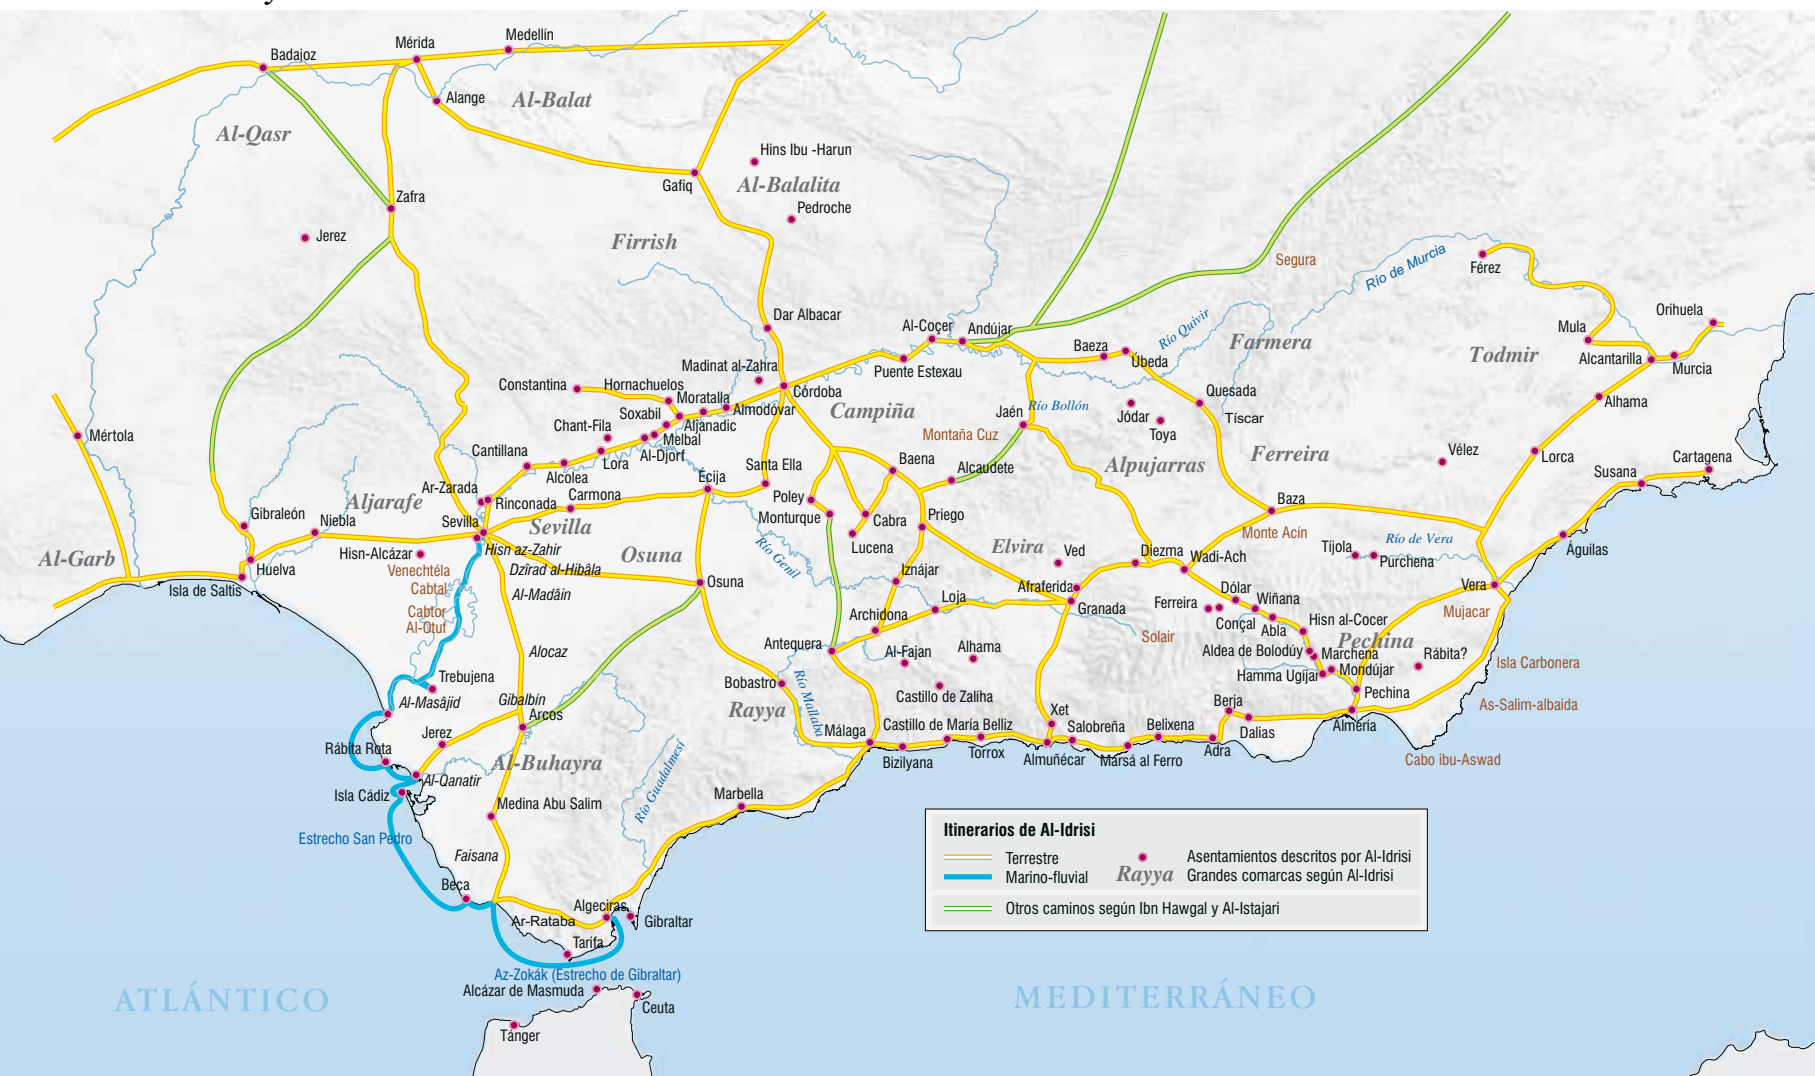 Badajoz
Mérida
Medellín
Alange
Al-Balat
Al-Qasr
Hins Ibu -Harun
Gafiq
Al-Balalita
Zafra
Pedroche
Jerez
Firrish
Segura
Río de Murcia
Férez
Dar Albacar
Al-Coçer
Andújar
Río Quivir
Farmera
Baeza
Úbeda
Todmir
Mula
Orihuela
Alcantarilla
Murcia
Madinat al-Zahra
Puente Estexau
Constantina
Hornachuelos
Moratalla
Córdoba
Quesada
Alhama
Soxabil
Almodóvar
Campiña
Jaén
Río Bollón
Jódar
Tíscar
Chant-Fila
Aljanadic
Melbal
Montaña Cuz
Toya
Mértola
Cantillana
Al-Djorf
Lora
Alcolea
Santa Ella
Baena
Alcaudete
Alpujarras
Ferreira
Vélez
Lorca
Susana
Cartagena
Écija
Ar-Zarada
Rinconada
Carmona
Poley
Aljarafe
Gibraleón
Niebla
Sevilla
Sevilla
Monturque
Cabra
Priego
Baza
Monte Acín
Hisn-Alcázar
Hisn az-Zahir
Osuna
Río Genil
Lucena
Elvira
Ved
Diezma
Wadi-Ach
Tíjola
Río de Vera
Purchena
Águilas
Al-Garb
Huelva
Venechtéla
Dzîrad al-Hibâla
Isla de Saltis
Cabtal
Al-Madâin
Osuna
Iznájar
Afraferida
Dólar
Wiñana
Vera
Cabtor
Al-Otuf
Archidona
Loja
Granada
Ferreira
Conçal
Abla
Hisn al-Cocer
Mujacar
Solair
Pechina
Alocaz
Antequera
Al-Fajan
Alhama
Aldea de Bolodúy
Marchena
Rábita?
Isla Carbonera
Trebujena
Bobastro
Río Mallaba
Castillo de Zaliha
Hamma Ugíjar
Mondújar
Pechina
Al-Masâjid
Gibalbín
Arcos
Rayya
As-Salim-albaida
Jerez
Málaga
Castillo de María Belliz
Xet
Salobreña
Belixena
Berja
Dalias
Almería
Rábita Rota
Al-Buhayra
Río Guadalmesí
Bizilyana
Torrox
Almuñécar
Marsá al Ferro
Adra
Cabo ibu-Aswad
Al-Qanatir
Isla Cádiz
Medina Abu Salim
Marbella
Estrecho San Pedro
Faisana
Beca
Algeciras
Ar-Rataba
Gibraltar
Tarifa
Az-Zokák (Estrecho de Gibraltar)
Alcázar de Masmuda
Ceuta
Tánger
ATLÁNTICO
MEDITERRÁNEO
Itinerarios de Al-Idrisi
Terrestre
Marino-fluvial
Asentamientos descritos por Al-Idrisi
Rayya Grandes comarcas según Al-Idrisi
Otros caminos según Ibn Hawgal y Al-Istajari